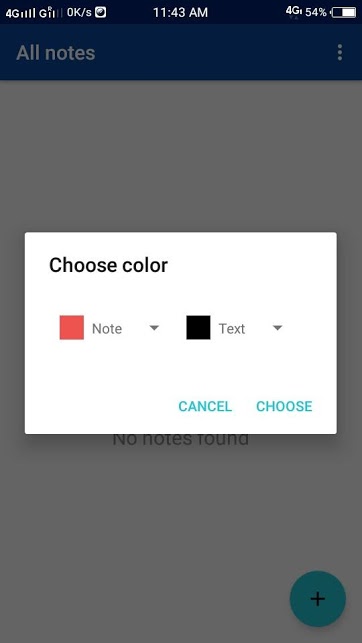 4G G R 0K/s 11:43 AM 4G 54%
All notes
Choose color
Note Text
CANCEL CHOOSE
No notes found
+